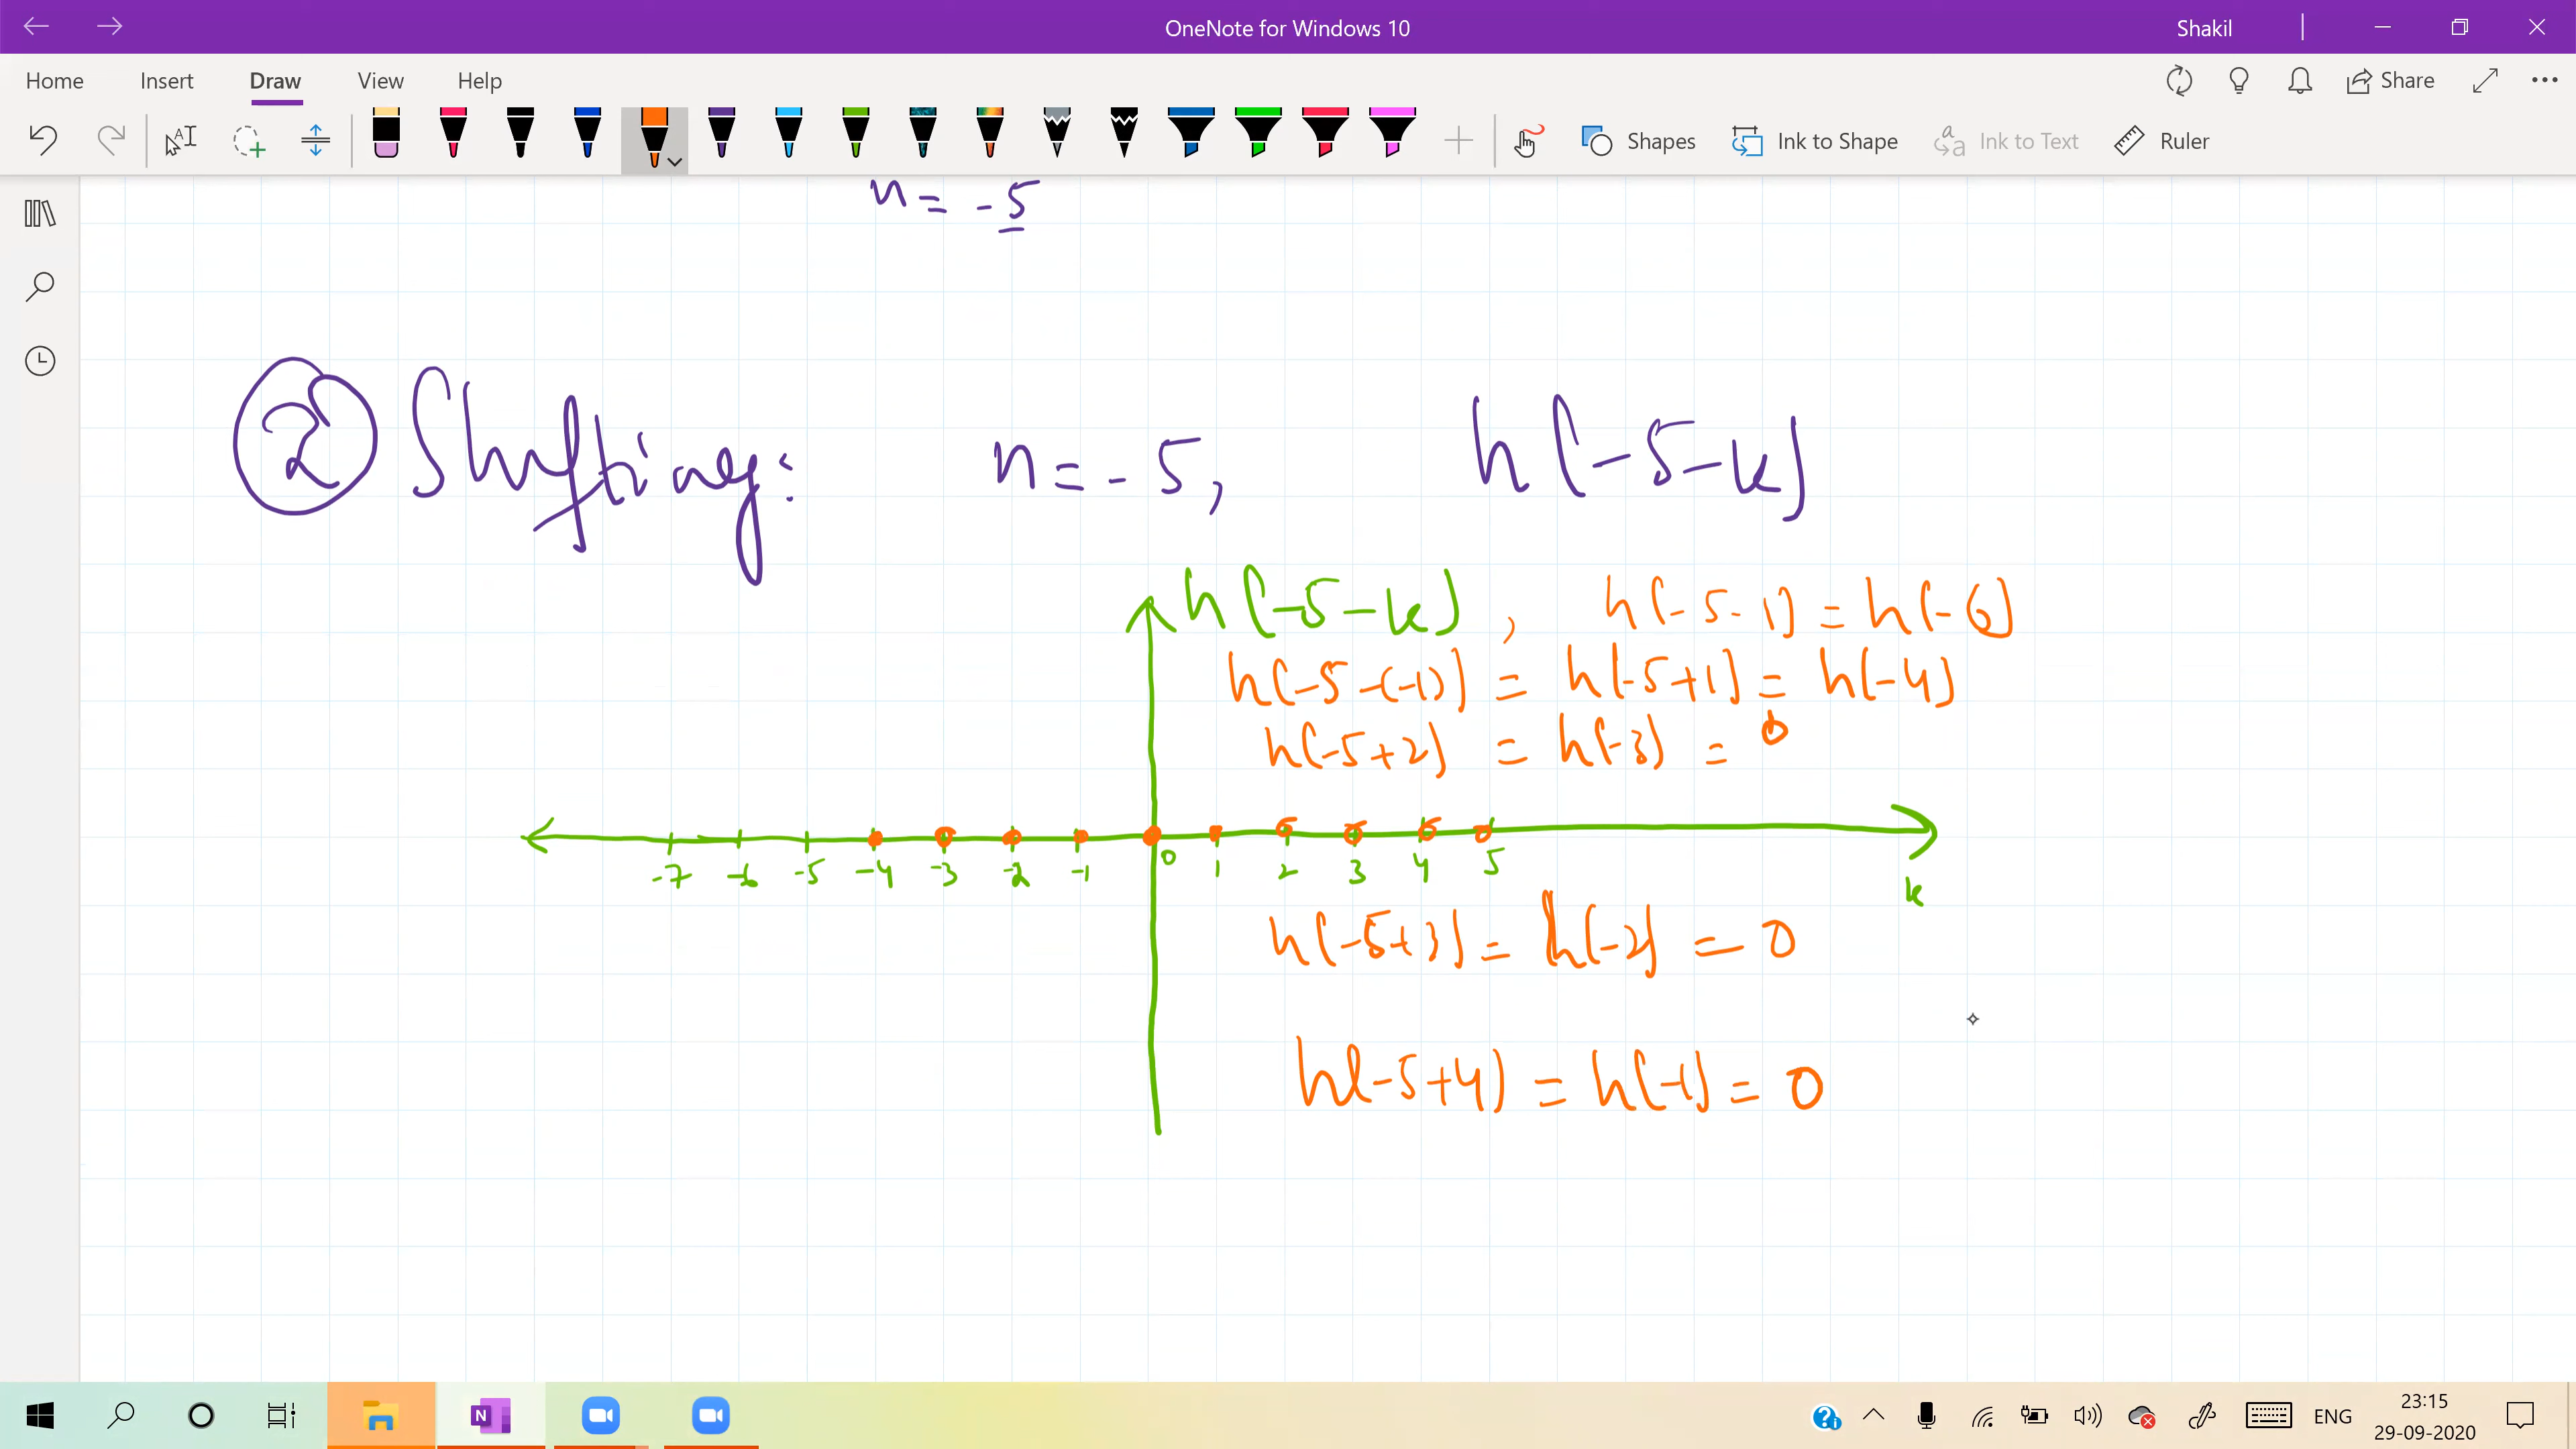 OneNote for Windows 10
Shakil
Home Insert Draw View Help
Share
Shapes Ink to Shape Ink to Text Ruler
n = -5
② Shifting: n = -5, h[-5-k]
h[-5-k], h[-5-1] = h[-6]
h[-5-(-1)] = h[-5+1] = h[-4]
h[-5+2] = h[-3] = 0
-7 -6 -5 -4 -3 -2 -1 0 1 2 3 4 5
k
h[-5+3] = h[-2] = 0
h[-5+4] = h[-1] = 0
ENG
23:15
29-09-2020